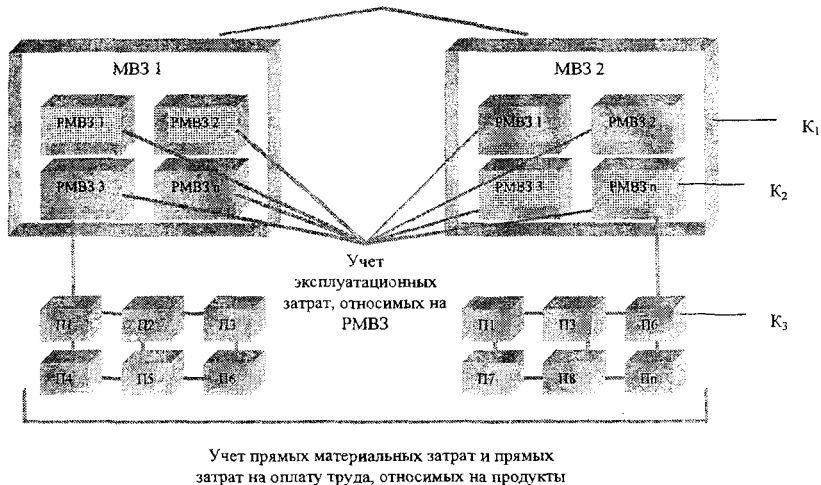 МВЗ 1
МВЗ 2
РМВЗ 1
РМВЗ 2
РМВЗ 1
РМВЗ 2
К₁
РМВЗ 3
РМВЗ n
РМВЗ 3
РМВЗ n
К₂
Учет
эксплуатационных
затрат, относимых на
РМВЗ
П1
П2
П3
П1
П3
П6
К₃
П4
П5
П6
П7
П8
Пn
Учет прямых материальных затрат и прямых
затрат на оплату труда, относимых на продукты